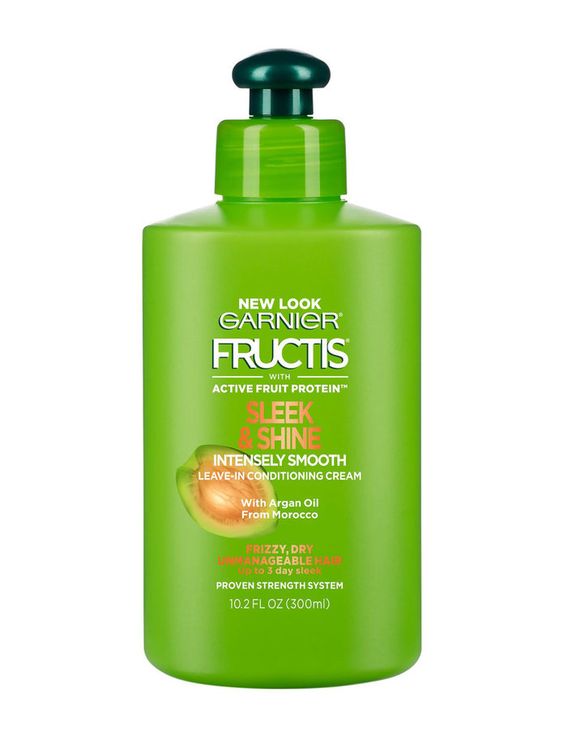 NEW LOOK
GARNIER®
FRUCTIS®
WITH
ACTIVE FRUIT PROTEIN™
SLEEK
& SHINE
INTENSELY SMOOTH
LEAVE-IN CONDITIONING CREAM
With Argan Oil
From Morocco
FRIZZY, DRY
UNMANAGEABLE HAIR
Up to 3 day sleek
PROVEN STRENGTH SYSTEM
10.2 FL OZ (300ml)